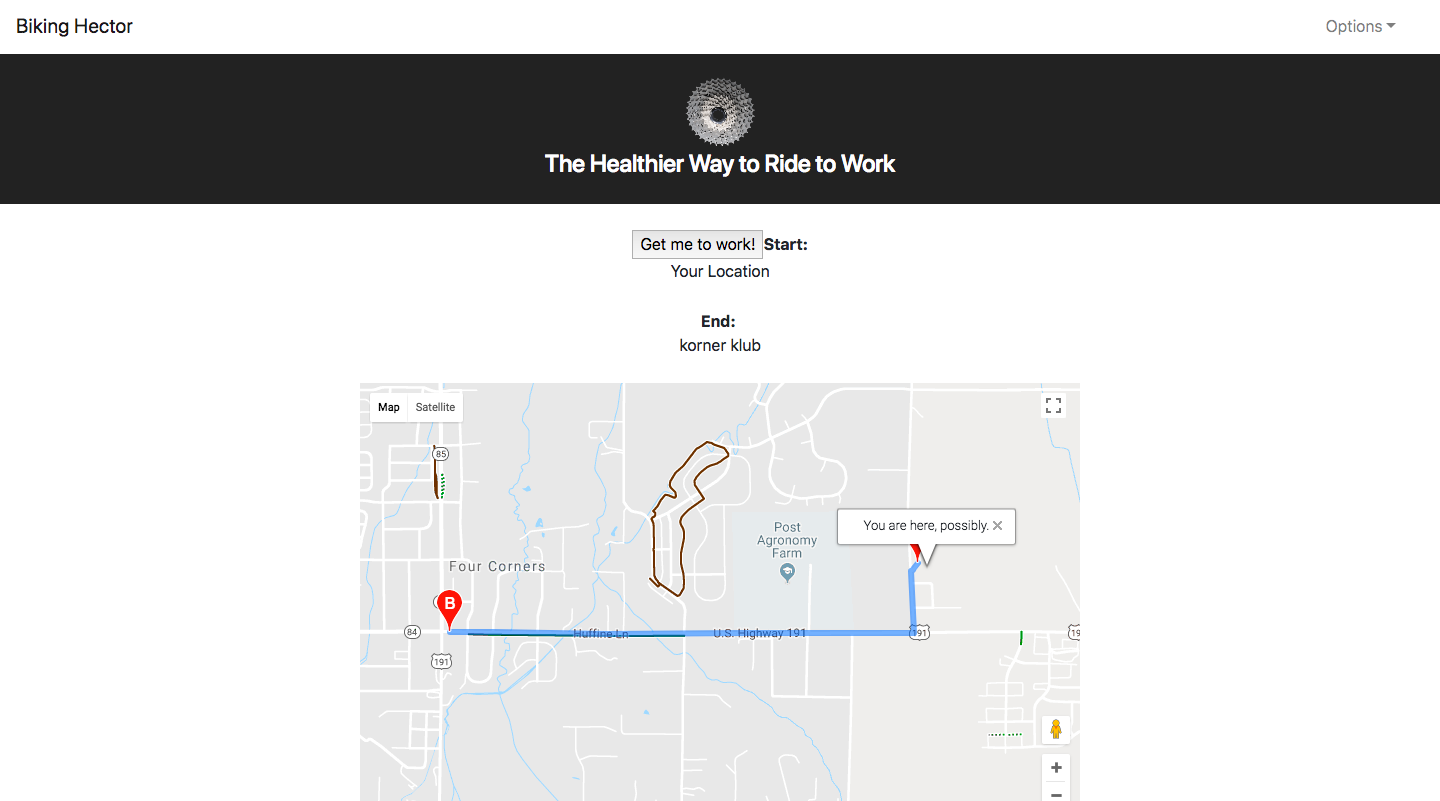 Biking Hector
Options
The Healthier Way to Ride to Work
Get me to work! Start:
Your Location
End:
korner klub
Map Satellite
85
Post
Agronomy
Farm
You are here, possibly. ×
Four Corners
B
84
Huffine Ln
U.S. Highway 191
191
19
191
+
−